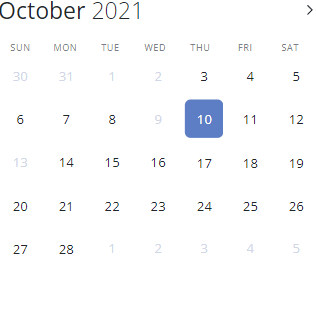 October 2021 >
SUN MON TUE WED THU FRI SAT
30 31 1 2 3 4 5
6 7 8 9 10 11 12
13 14 15 16 17 18 19
20 21 22 23 24 25 26
27 28 1 2 3 4 5